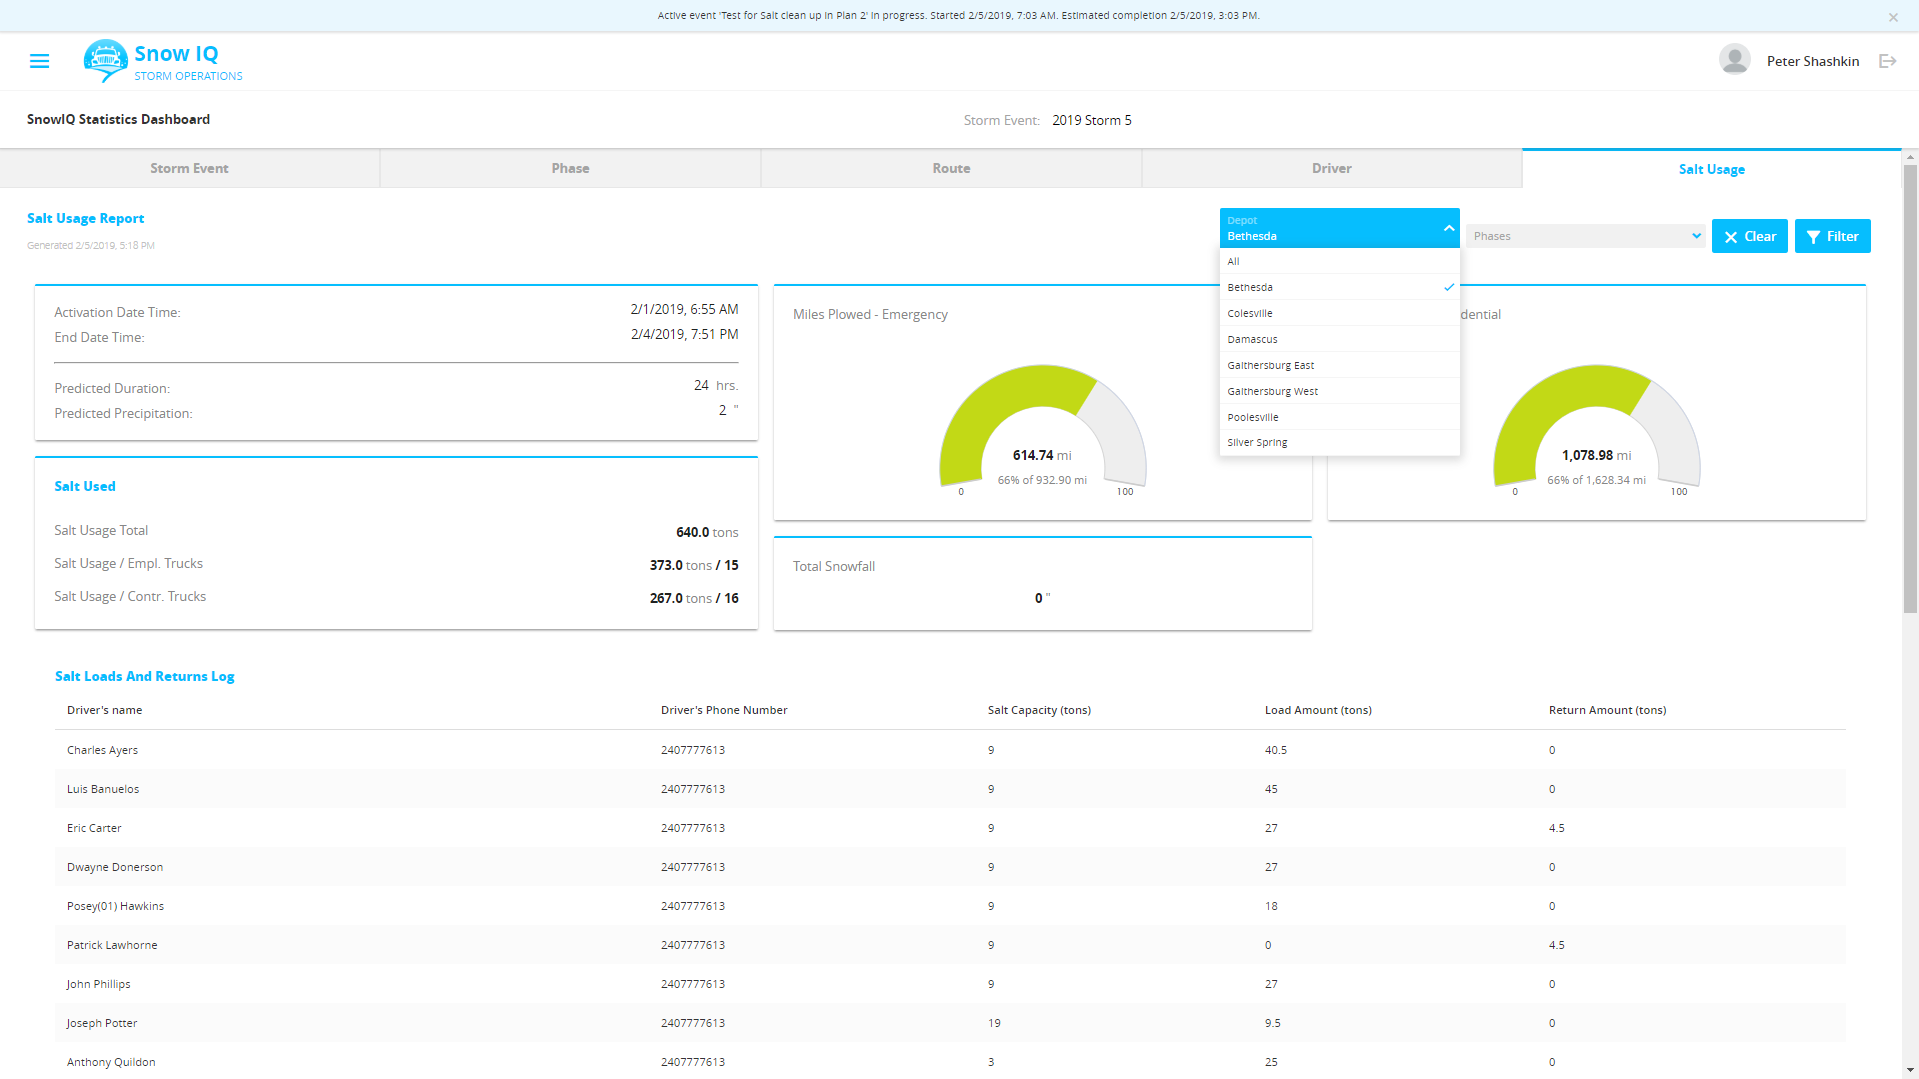 Active event 'Test for Salt clean up in Plan 2' in progress. Started 2/5/2019, 7:03 AM. Estimated completion 2/5/2019, 3:03 PM.
Snow IQ
STORM OPERATIONS
Peter Shashkin
SnowIQ Statistics Dashboard
Storm Event: 2019 Storm 5
Storm Event
Phase
Route
Driver
Salt Usage
Salt Usage Report
Generated 2/5/2019, 5:18 PM
Depot
Bethesda
Phases
Clear
Filter
All
Bethesda
Colesville
Damascus
Gaithersburg East
Gaithersburg West
Poolesville
Silver Spring
Activation Date Time: 2/1/2019, 6:55 AM
End Date Time: 2/4/2019, 7:51 PM
Predicted Duration: 24 hrs.
Predicted Precipitation: 2 "
Miles Plowed - Emergency
614.74 mi
66% of 932.90 mi
0 100
dential
1,078.98 mi
66% of 1,628.34 mi
0 100
Salt Used
Salt Usage Total 640.0 tons
Salt Usage / Empl. Trucks 373.0 tons / 15
Salt Usage / Contr. Trucks 267.0 tons / 16
Total Snowfall
0 "
Salt Loads And Returns Log
Driver's name Driver's Phone Number Salt Capacity (tons) Load Amount (tons) Return Amount (tons)
Charles Ayers 2407777613 9 40.5 0
Luis Banuelos 2407777613 9 45 0
Eric Carter 2407777613 9 27 4.5
Dwayne Donerson 2407777613 9 27 0
Posey(01) Hawkins 2407777613 9 18 0
Patrick Lawhorne 2407777613 9 0 4.5
John Phillips 2407777613 9 27 0
Joseph Potter 2407777613 19 9.5 0
Anthony Quildon 2407777613 3 25 0